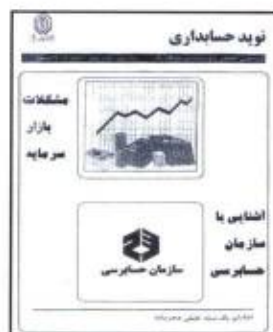 نوید حسابداری
مشکلات
بازار
سرمایه
آشنایی با
سازمان
حسابرسی
سازمان حسابرسی